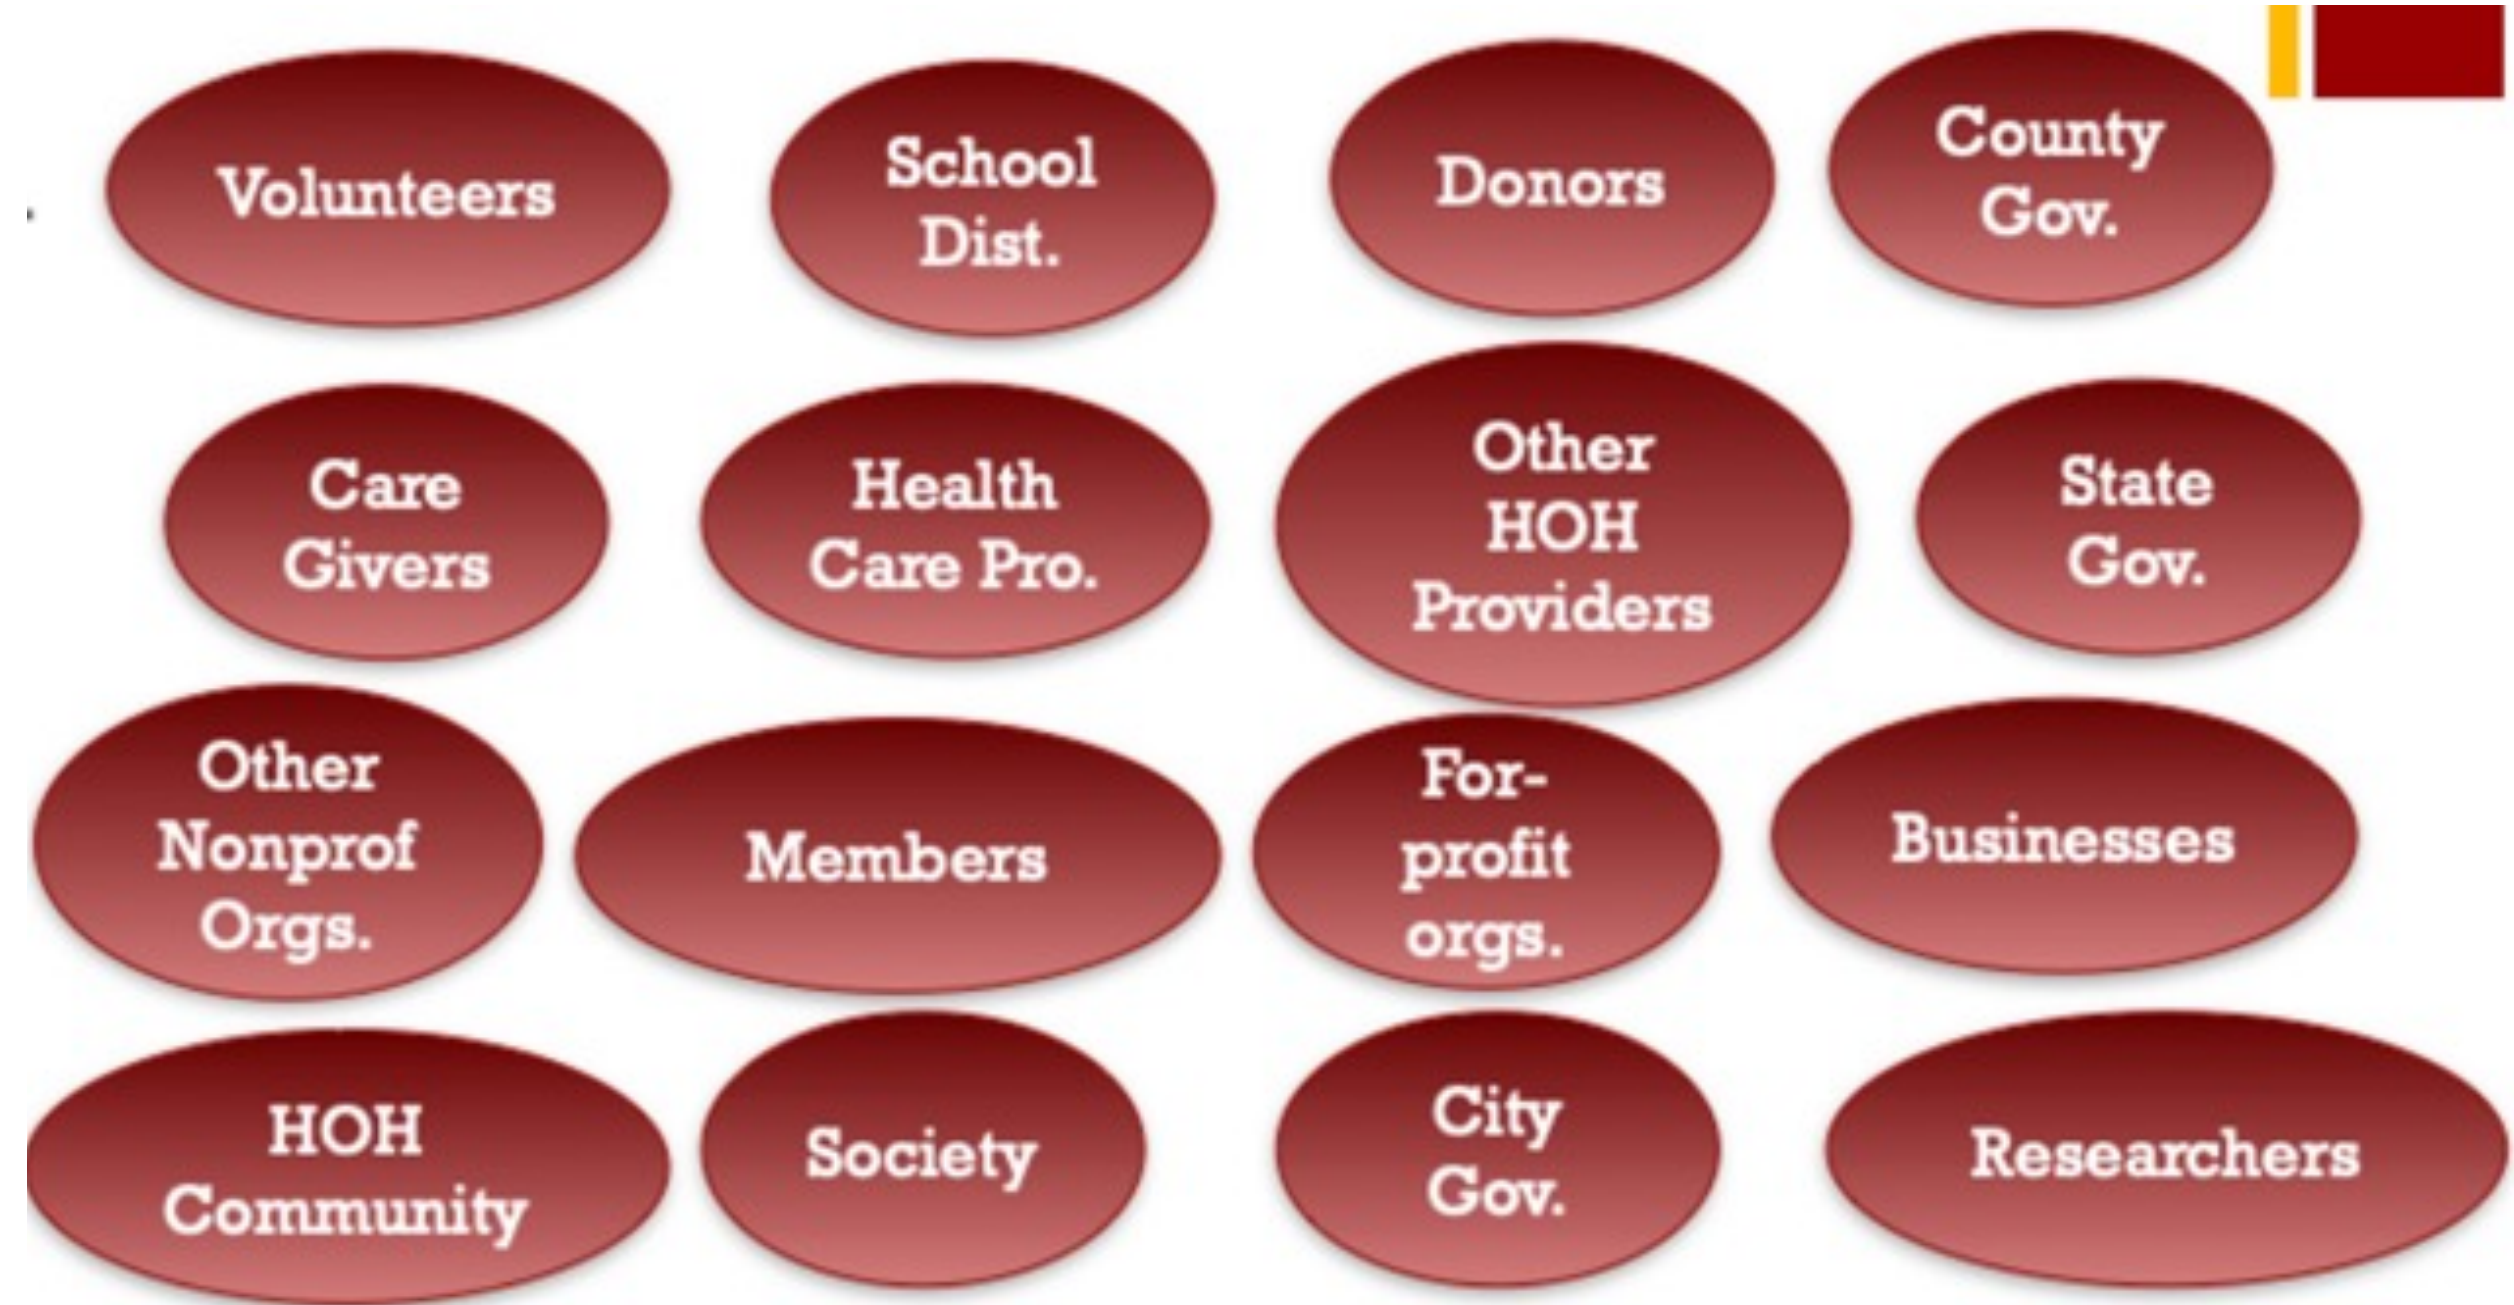 Volunteers
School
Dist.
Donors
County
Gov.
Care
Givers
Health
Care Pro.
Other
HOH
Providers
State
Gov.
Other
Nonprof
Orgs.
Members
For-
profit
orgs.
Businesses
HOH
Community
Society
City
Gov.
Researchers